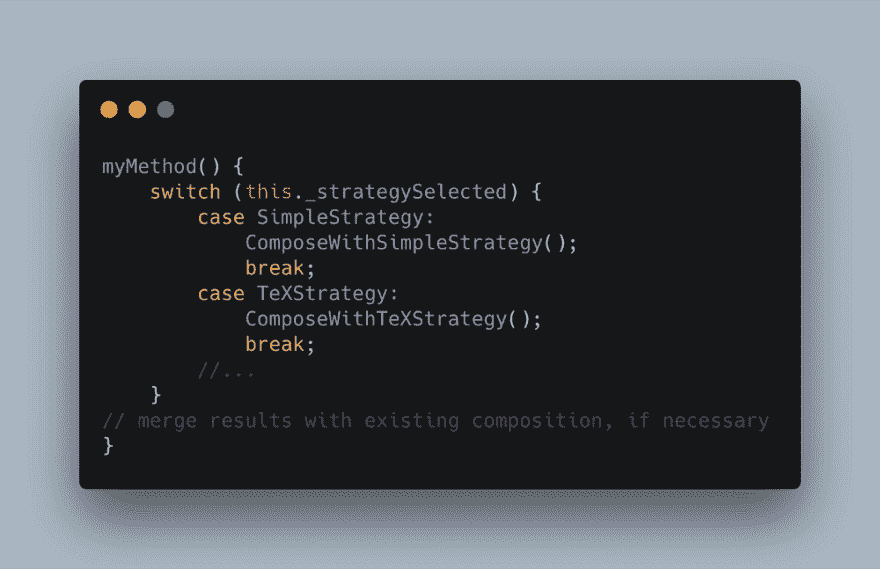 myMethod() {
    switch (this._strategySelected) {
        case SimpleStrategy:
            ComposeWithSimpleStrategy();
            break;
        case TeXStrategy:
            ComposeWithTeXStrategy();
            break;
        //...
    }
// merge results with existing composition, if necessary
}